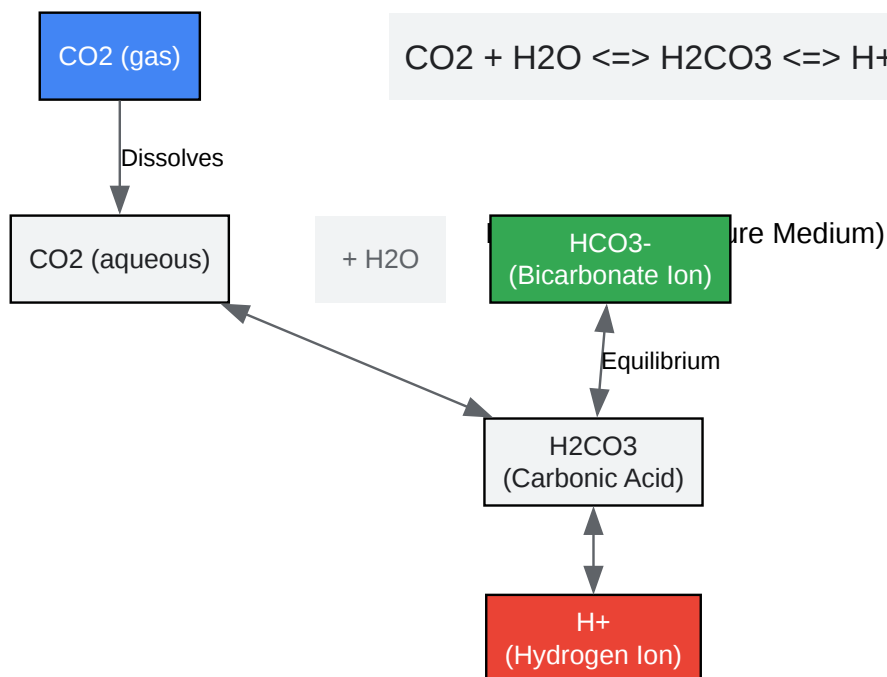 CO2 (gas)
CO2 + H2O <=> H2CO3 <=> H+
Dissolves
CO2 (aqueous)
+ H2O
HCO3-
(Bicarbonate Ion)
Medium)
Equilibrium
H2CO3
(Carbonic Acid)
H+
(Hydrogen Ion)